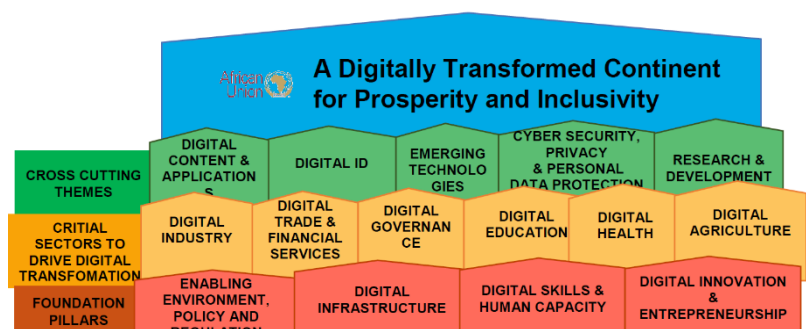 African
Union
A Digitally Transformed Continent
for Prosperity and Inclusivity
CROSS CUTTING
THEMES
DIGITAL
CONTENT &
APPLICATION
S
DIGITAL ID
EMERGING
TECHNOLO
GIES
CYBER SECURITY,
PRIVACY
& PERSONAL
DATA PROTECTION
RESEARCH &
DEVELOPMENT
CRITIAL
SECTORS TO
DRIVE DIGITAL
TRANSFOMATION
DIGITAL
INDUSTRY
DIGITAL
TRADE &
FINANCIAL
SERVICES
DIGITAL
GOVERNA
NCE
DIGITAL
EDUCATION
DIGITAL
HEALTH
DIGITAL
AGRICULTURE
FOUNDATION
PILLARS
ENABLING
ENVIRONMENT,
POLICY AND
REGULATION
DIGITAL
INFRASTRUCTURE
DIGITAL SKILLS &
HUMAN CAPACITY
DIGITAL INNOVATION
&
ENTREPRENEURSHIP